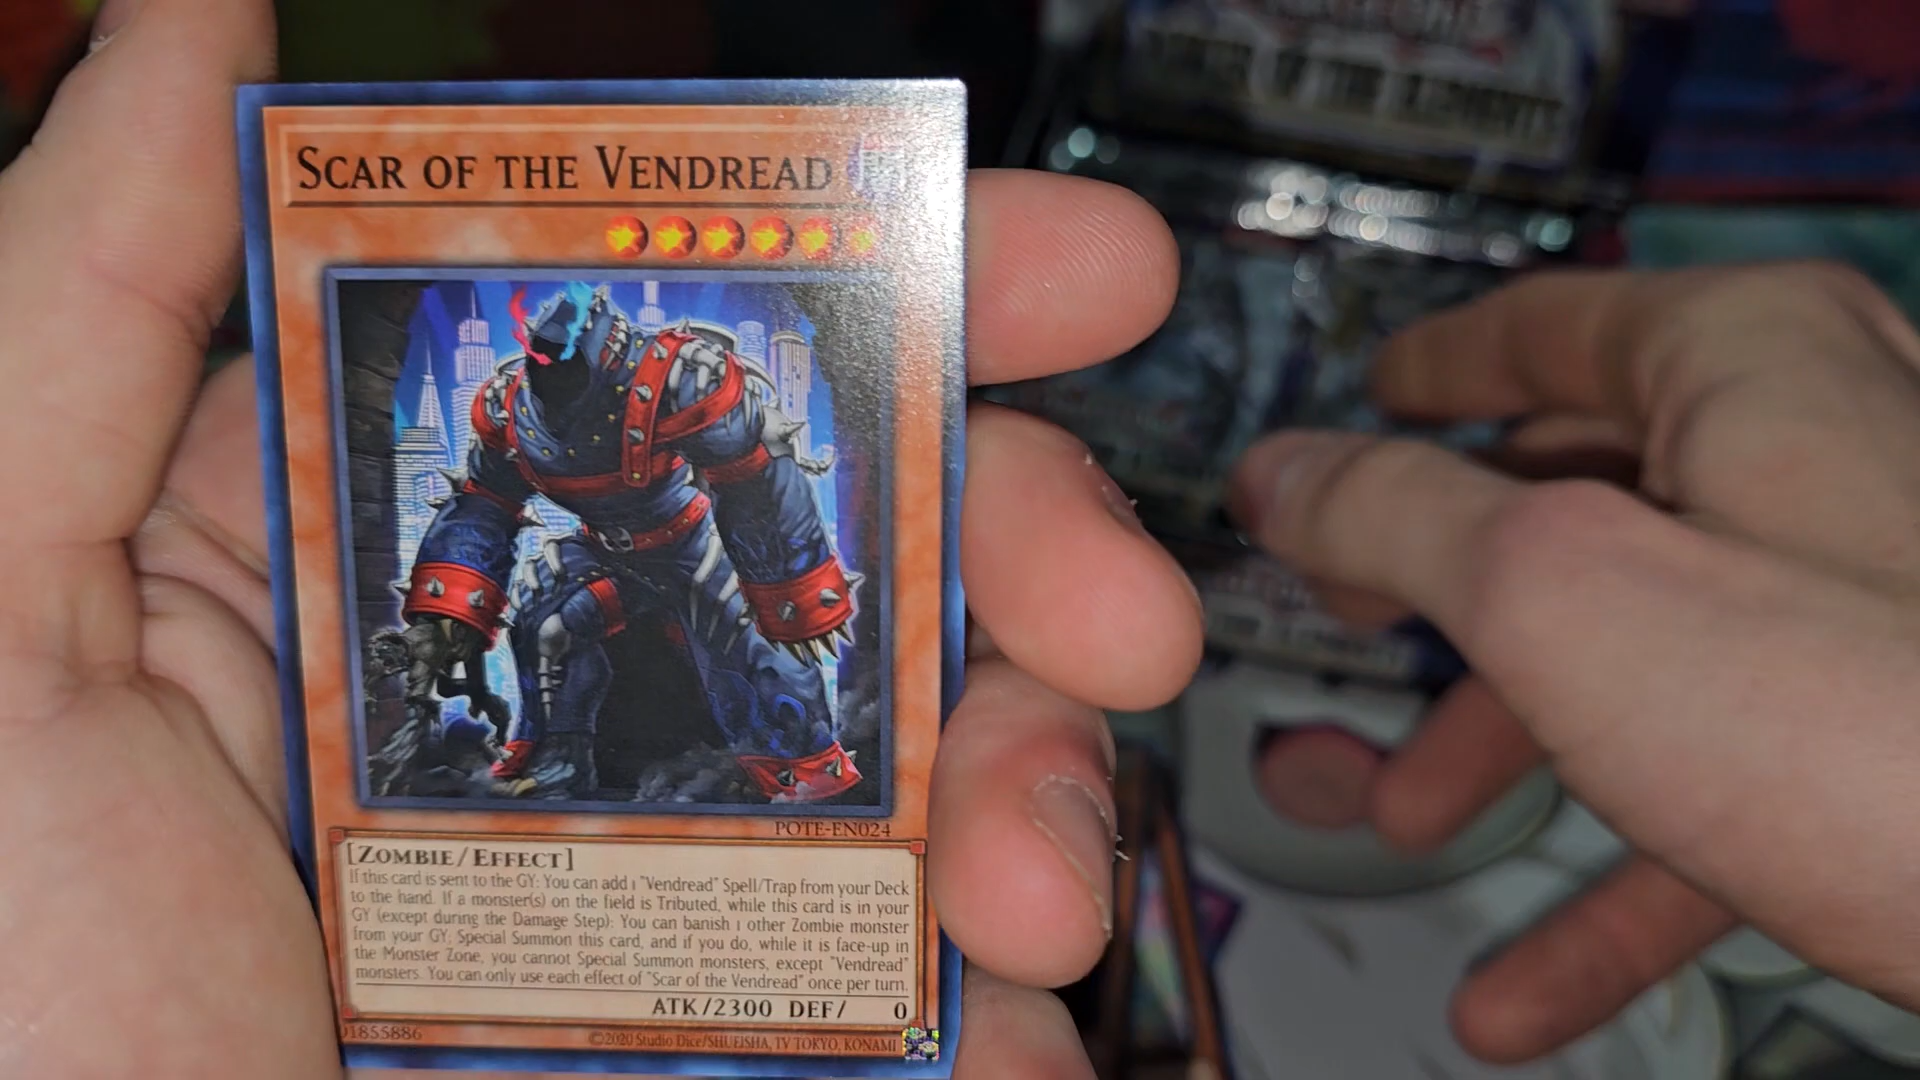 SCAR OF THE VENDREAD
POTE-EN024
[ZOMBIE/EFFECT]
If this card is sent to the GY: You can add 1 "Vendread" Spell/Trap from your Deck
to the hand. If a monster(s) on the field is Tributed, while this card is in your
GY (except during the Damage Step): You can banish 1 other Zombie monster
from your GY; Special Summon this card, and if you do, while it is face-up in
the Monster Zone, you cannot Special Summon monsters, except "Vendread"
monsters. You can only use each effect of "Scar of the Vendread" once per turn.
ATK/2300 DEF/ 0
01855886
©2020 Studio Dice/SHUEISHA, TV TOKYO, KONAMI
OF THE ELEMENTS